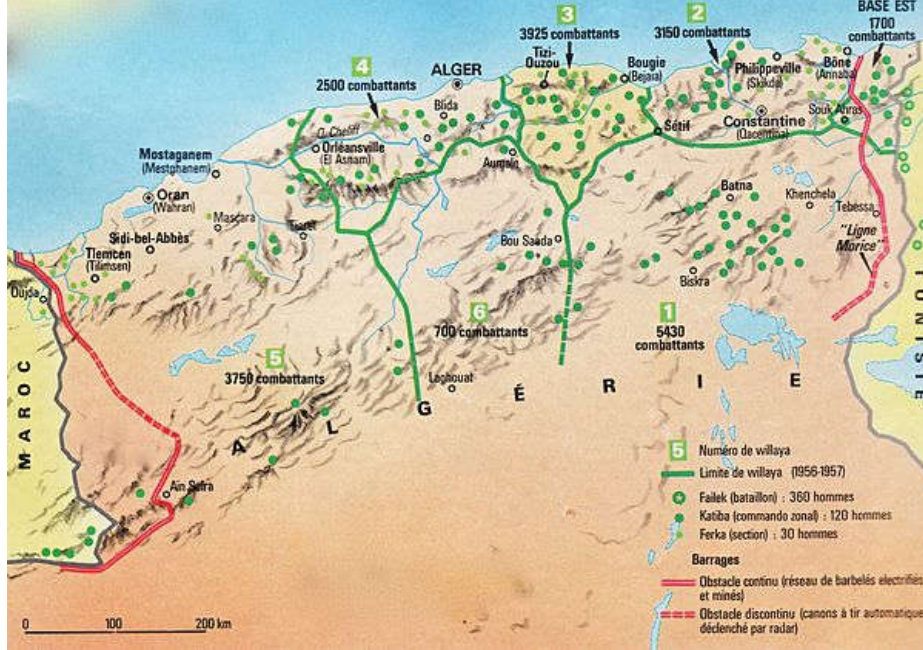 BASE EST
1700
combattants
3
3925 combattants
2
3150 combattants
4
2500 combattants
ALGER
Tizi-
Ouzou
Bougie
(Bejaia)
Philippeville
(Skikda)
Bône
(Annaba)
Blida
Souk Ahras
Constantine
(Qacentina)
O. Cheliff
Orléansville
(El Asnam)
Sétif
Aumale
Mostaganem
(Mestghanem)
Oran
(Wahran)
Mascara
Tiaret
Batna
Khenchela
Tebessa
Sidi-bel-Abbès
Tlemcen
(Tilimsen)
Bou Saâda
"Ligne
Morice"
Oujda
Biskra
6
700 combattants
1
5430
combattants
5
3750 combattants
Laghouat
MAROC
ALGÉRIE
Aïn Sefra
5 Numéro de willaya
Limite de willaya (1956-1957)
Failek (bataillon) : 360 hommes
Katiba (commando zonal) : 120 hommes
Ferka (section) : 30 hommes
Barrages
Obstacle continu (réseau de barbelés électrifiés
et minés)
Obstacle discontinu (canons à tir automatique
déclenché par radar)
0 100 200 km